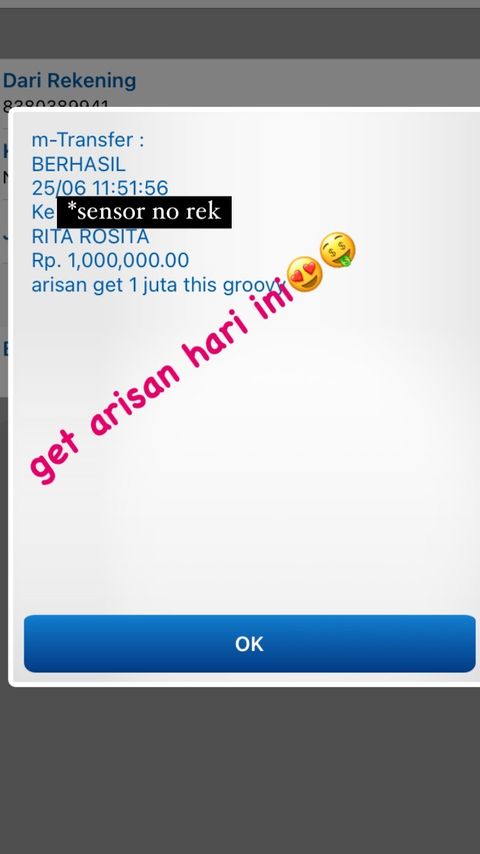 Dari Rekening
8380389941
m-Transfer :
BERHASIL
25/06 11:51:56
Ke *sensor no rek
RITA ROSITA
Rp. 1,000,000.00
arisan get 1 juta this groovy
get arisan hari ini
OK